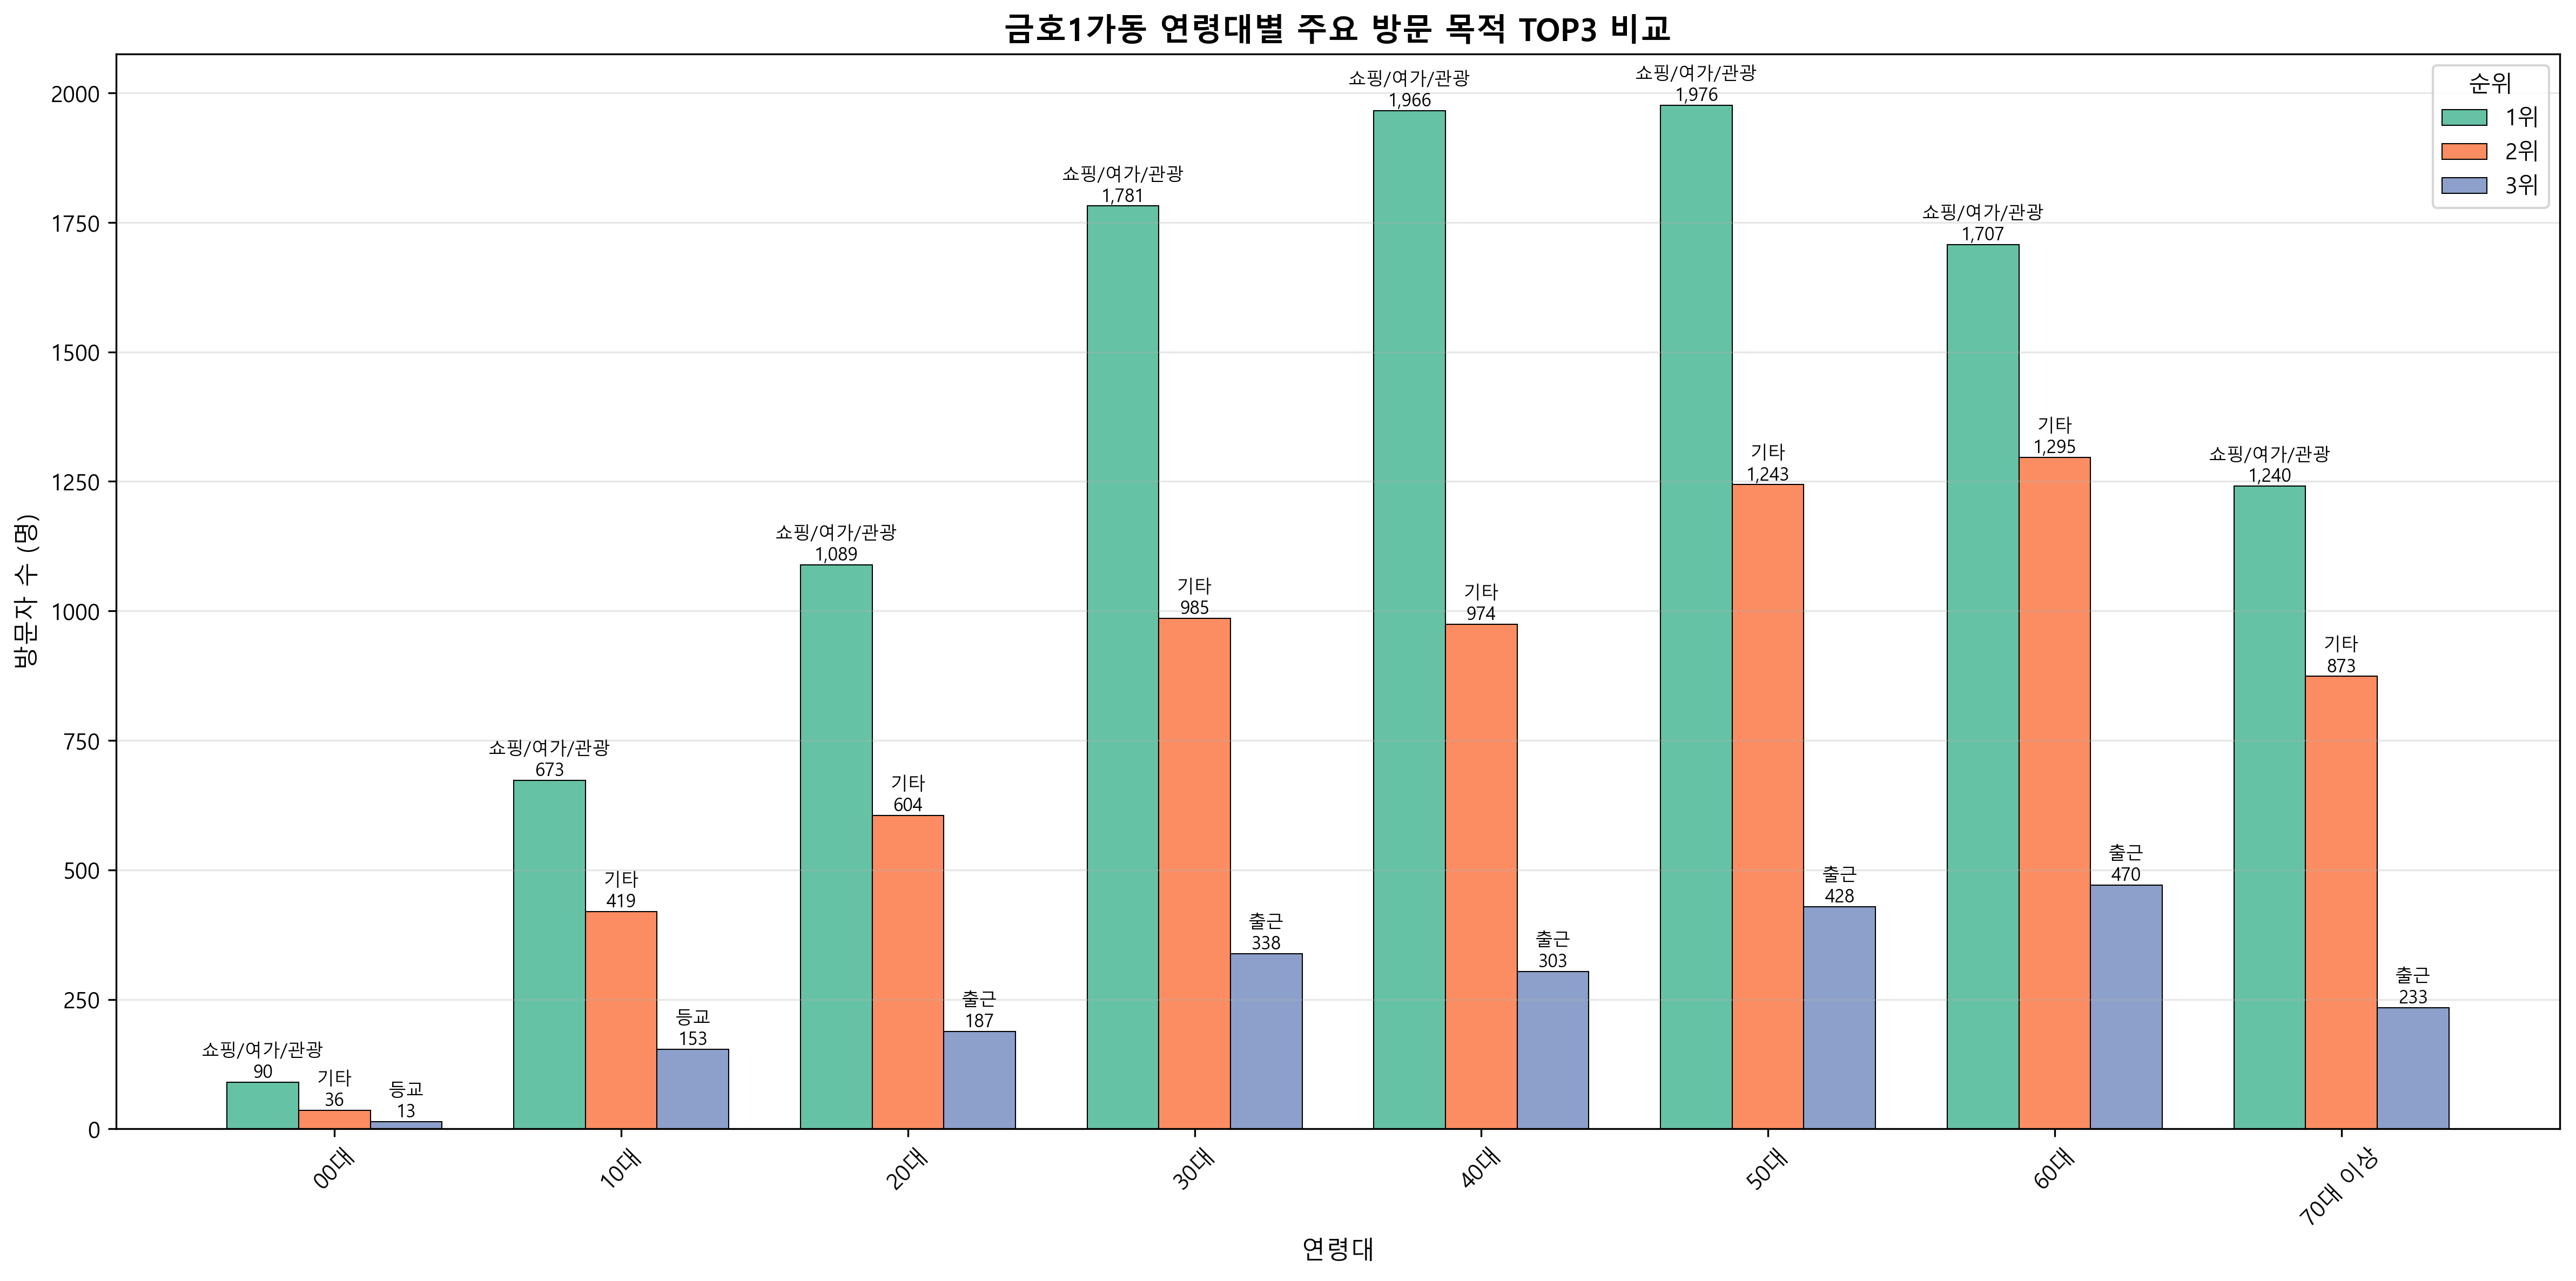 금호1가동 연령대별 주요 방문 목적 TOP3 비교
순위
1위
2위
3위
방문자 수 (명)
2000
1750
1500
1250
1000
750
500
250
0
쇼핑/여가/관광
90
기타
36
등교
13
쇼핑/여가/관광
673
기타
419
등교
153
쇼핑/여가/관광
1,089
기타
604
출근
187
쇼핑/여가/관광
1,781
기타
985
출근
338
쇼핑/여가/관광
1,966
기타
974
출근
303
쇼핑/여가/관광
1,976
기타
1,243
출근
428
쇼핑/여가/관광
1,707
기타
1,295
출근
470
쇼핑/여가/관광
1,240
기타
873
출근
233
00대
10대
20대
30대
40대
50대
60대
70대 이상
연령대